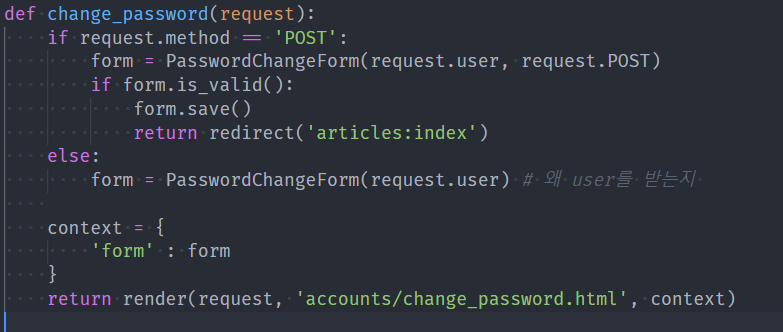 def change_password(request):
    if request.method == 'POST':
        form = PasswordChangeForm(request.user, request.POST)
        if form.is_valid():
            form.save()
            return redirect('articles:index')
    else:
        form = PasswordChangeForm(request.user) # 왜 user를 받는지
    context = {
        'form' : form
    }
    return render(request, 'accounts/change_password.html', context)